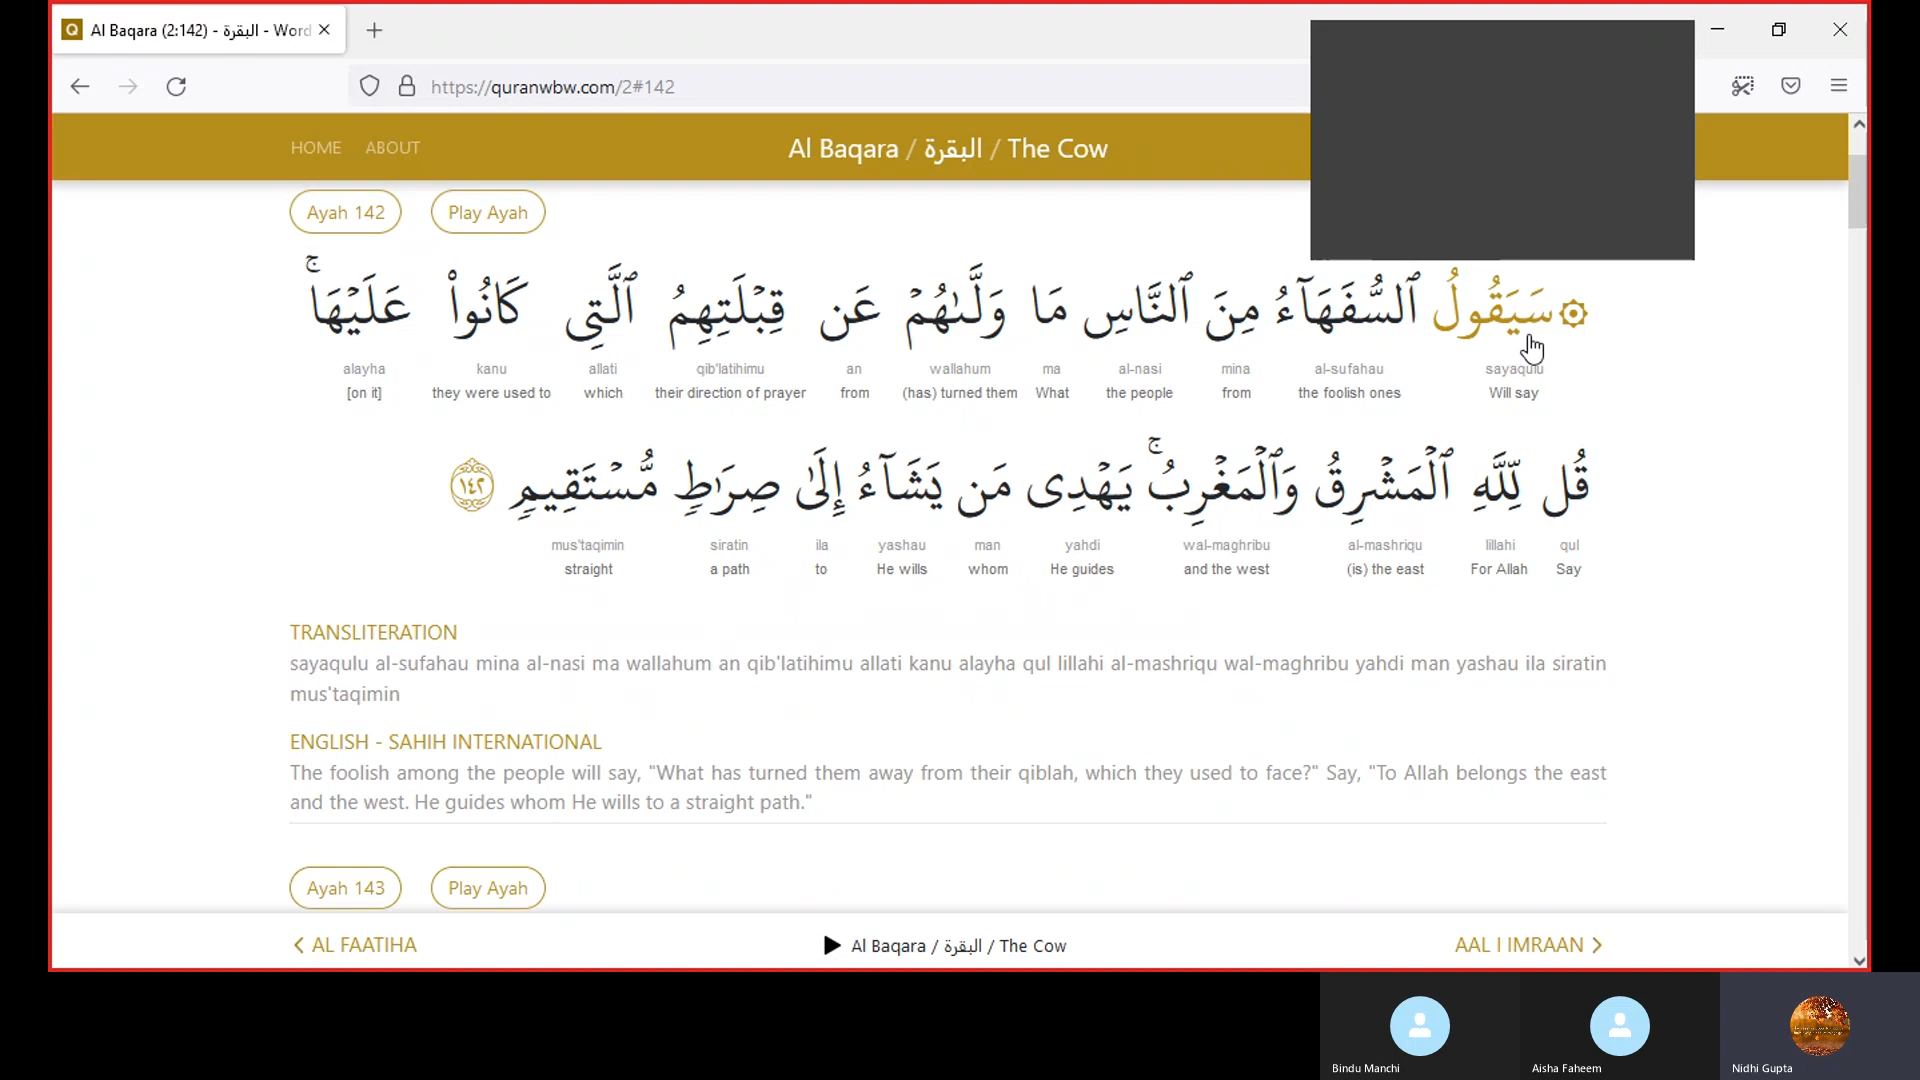 Al Baqara (2:142) - البقرة - Word
https://quranwbw.com/2#142
HOME ABOUT
Al Baqara / البقرة / The Cow
Ayah 142 Play Ayah
۞ سَيَقُولُ ٱلسُّفَهَآءُ مِنَ ٱلنَّاسِ مَا وَلَّىٰهُمْ عَن قِبْلَتِهِمُ ٱلَّتِى كَانُوا۟ عَلَيْهَا ۚ
alayha kanu allati qib'latihimu an wallahum ma al-nasi mina al-sufahau sayaqulu
[on it] they were used to which their direction of prayer from (has) turned them What the people from the foolish ones Will say
قُل لِّلَّهِ ٱلْمَشْرِقُ وَٱلْمَغْرِبُ ۚ يَهْدِى مَن يَشَآءُ إِلَىٰ صِرَٰطٍ مُّسْتَقِيمٍ ١٤٢
mus'taqimin siratin ila yashau man yahdi wal-maghribu al-mashriqu lillahi qul
straight a path to He wills whom He guides and the west (is) the east For Allah Say
TRANSLITERATION
sayaqulu al-sufahau mina al-nasi ma wallahum an qib'latihimu allati kanu alayha qul lillahi al-mashriqu wal-maghribu yahdi man yashau ila siratin
mus'taqimin
ENGLISH - SAHIH INTERNATIONAL
The foolish among the people will say, "What has turned them away from their qiblah, which they used to face?" Say, "To Allah belongs the east
and the west. He guides whom He wills to a straight path."
Ayah 143 Play Ayah
AL FAATIHA
Al Baqara / البقرة / The Cow
AAL I IMRAAN
Bindu Manchi
Aisha Faheem
Nidhi Gupta